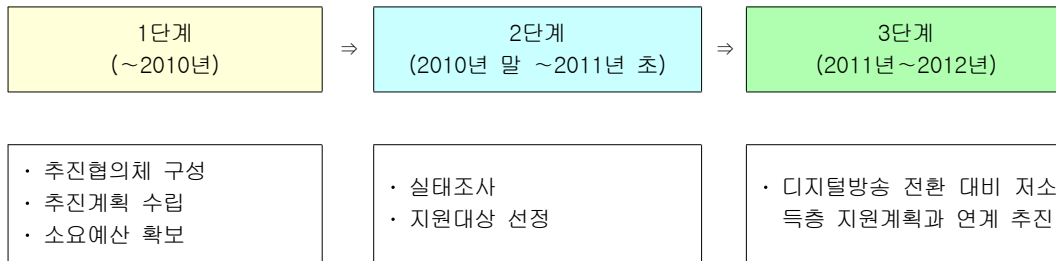 1단계
(~2010년)
⇒
2단계
(2010년 말 ~2011년 초)
⇒
3단계
(2011년~2012년)
· 추진협의체 구성
· 추진계획 수립
· 소요예산 확보
· 실태조사
· 지원대상 선정
· 디지털방송 전환 대비 저소
득층 지원계획과 연계 추진